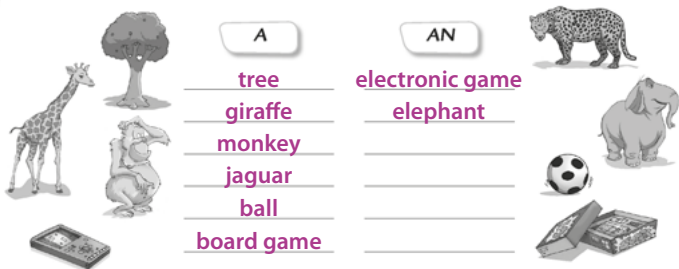 A AN
tree electronic game
giraffe elephant
monkey
jaguar
ball
board game